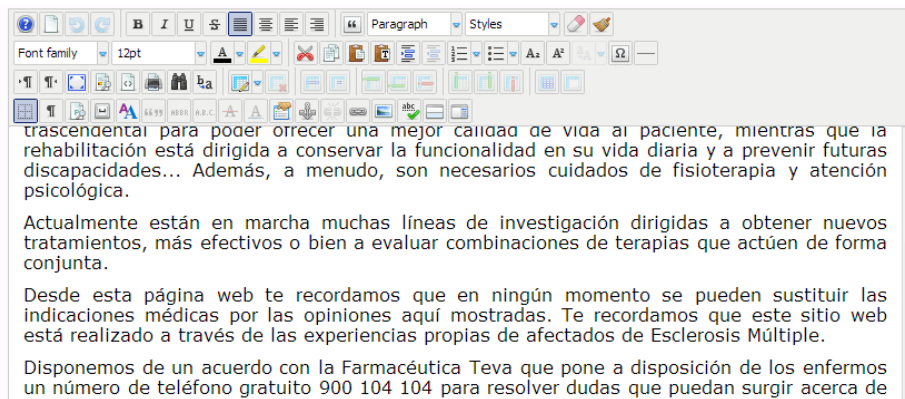 B I U S Paragraph Styles
Font family 12pt A A₂ A² Ω
¶ ¶ b a
¶ A 6699 ABBR A.B.C. A A abc
trascendental para poder ofrecer una mejor calidad de vida al paciente, mientras que la
rehabilitación está dirigida a conservar la funcionalidad en su vida diaria y a prevenir futuras
discapacidades... Además, a menudo, son necesarios cuidados de fisioterapia y atención
psicológica.
Actualmente están en marcha muchas líneas de investigación dirigidas a obtener nuevos
tratamientos, más efectivos o bien a evaluar combinaciones de terapias que actúen de forma
conjunta.
Desde esta página web te recordamos que en ningún momento se pueden sustituir las
indicaciones médicas por las opiniones aquí mostradas. Te recordamos que este sitio web
está realizado a través de las experiencias propias de afectados de Esclerosis Múltiple.
Disponemos de un acuerdo con la Farmacéutica Teva que pone a disposición de los enfermos
un número de teléfono gratuito 900 104 104 para resolver dudas que puedan surgir acerca de